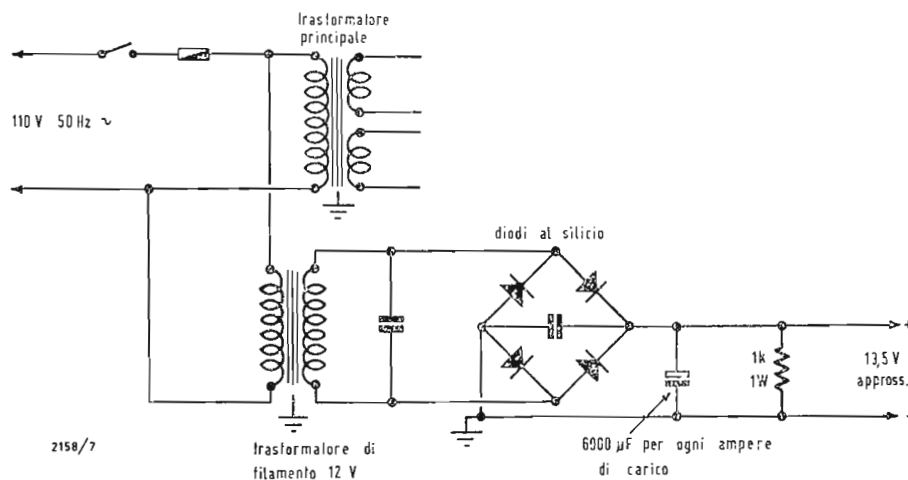 trasformatore
principale
110 V 50 Hz ~
diodi al silicio
1k
1W
+
13,5 V
appross.
-
2158/7
trasformatore di
filamento 12 V
6900 µF per ogni ampere
di carico